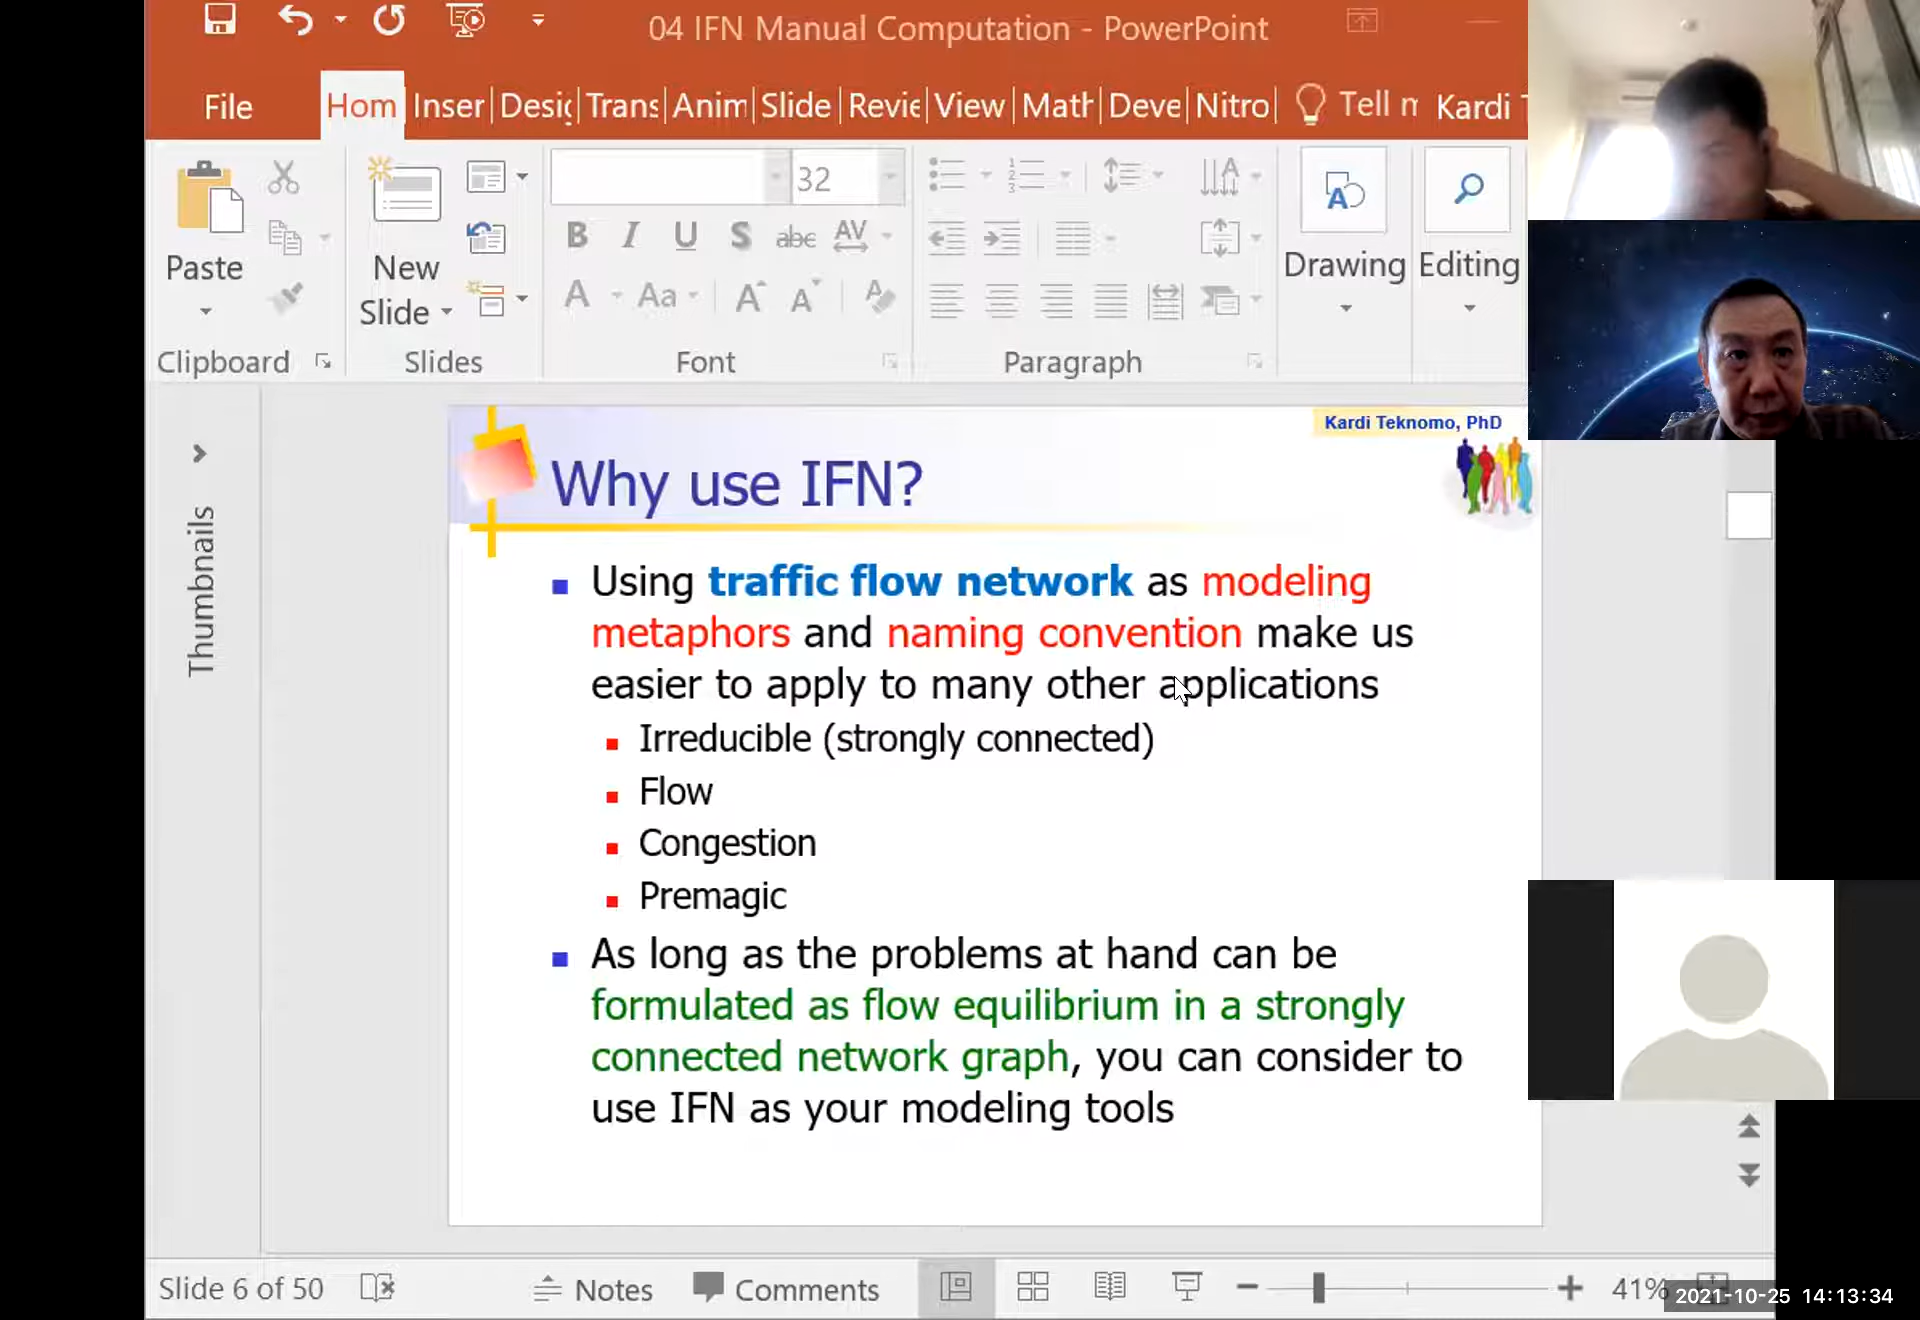 04 IFN Manual Computation - PowerPoint
File
Hom
Inser
Desig
Trans
Anim
Slide
Revie
View
Math
Deve
Nitro
Tell m
Kardi T
Paste
New
Slide
32
B I U S abc AV
A Aa A A A
Drawing
Editing
Clipboard
Slides
Font
Paragraph
Thumbnails
Kardi Teknomo, PhD
Why use IFN?
Using traffic flow network as modeling
metaphors and naming convention make us
easier to apply to many other applications
Irreducible (strongly connected)
Flow
Congestion
Premagic
As long as the problems at hand can be
formulated as flow equilibrium in a strongly
connected network graph, you can consider to
use IFN as your modeling tools
Slide 6 of 50
Notes
Comments
41%
2021-10-25 14:13:34